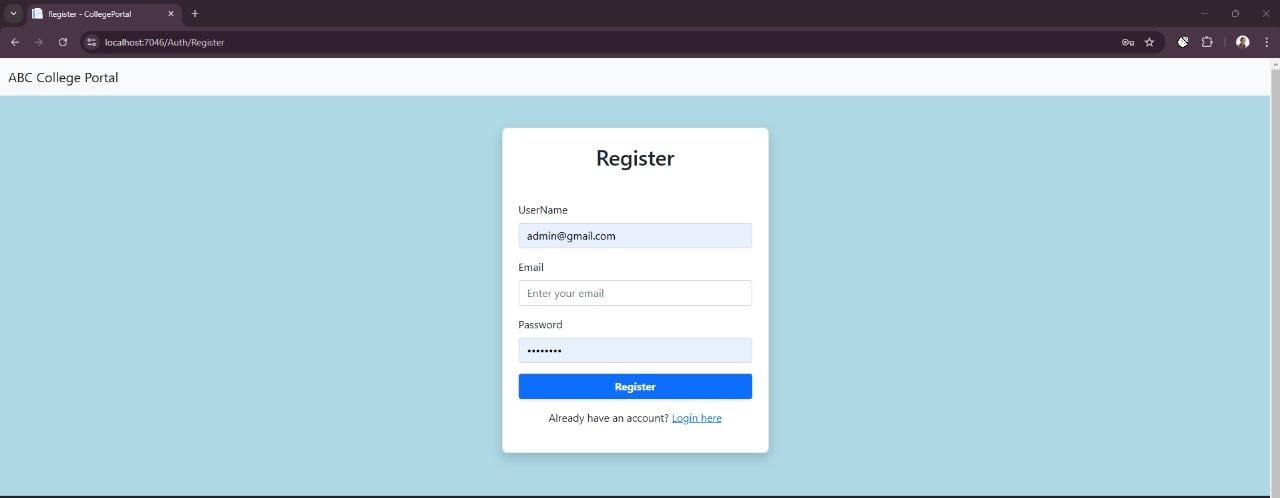 Register - CollegePortal
localhost:7046/Auth/Register
ABC College Portal
Register
UserName
admin@gmail.com
Email
Enter your email
Password
••••••••
Register
Already have an account? Login here